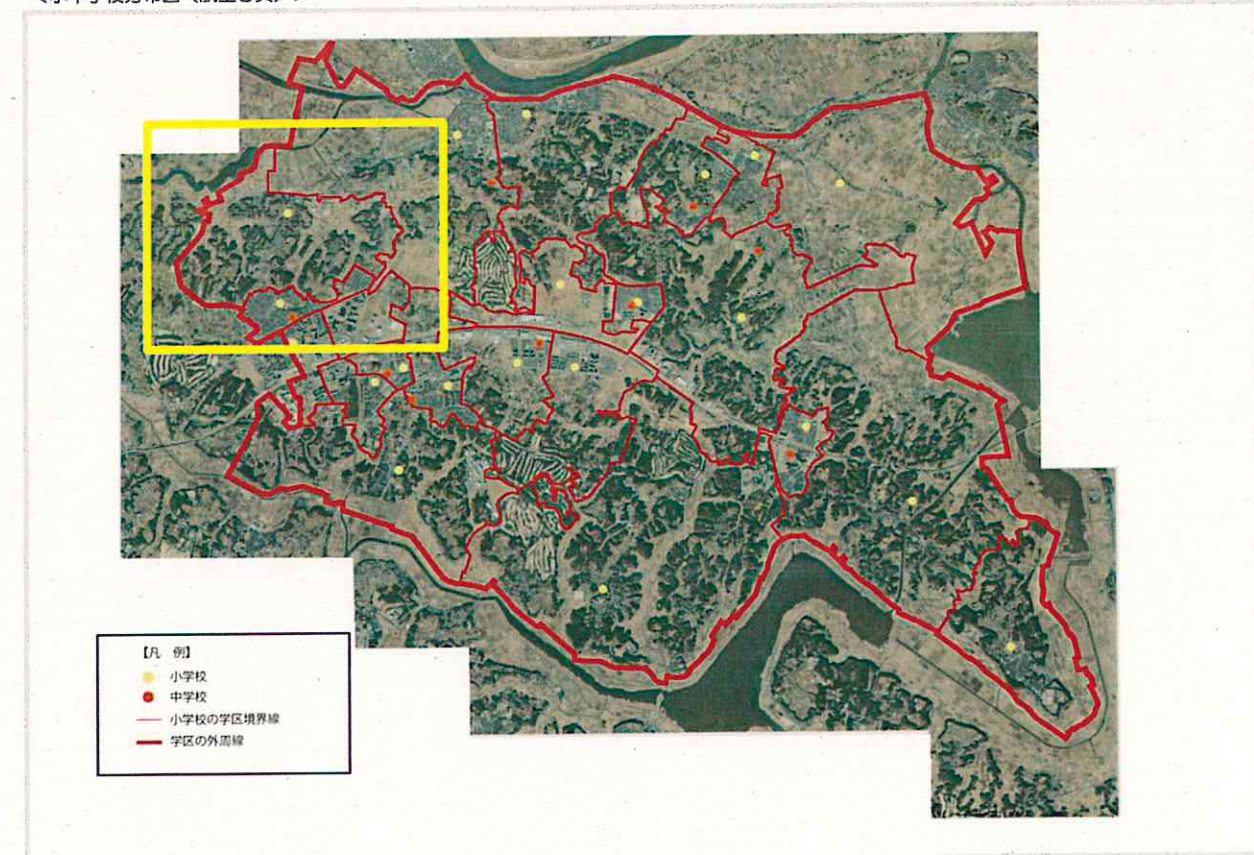 【凡 例】
小学校
中学校
小学校の学区境界線
学区の外周線